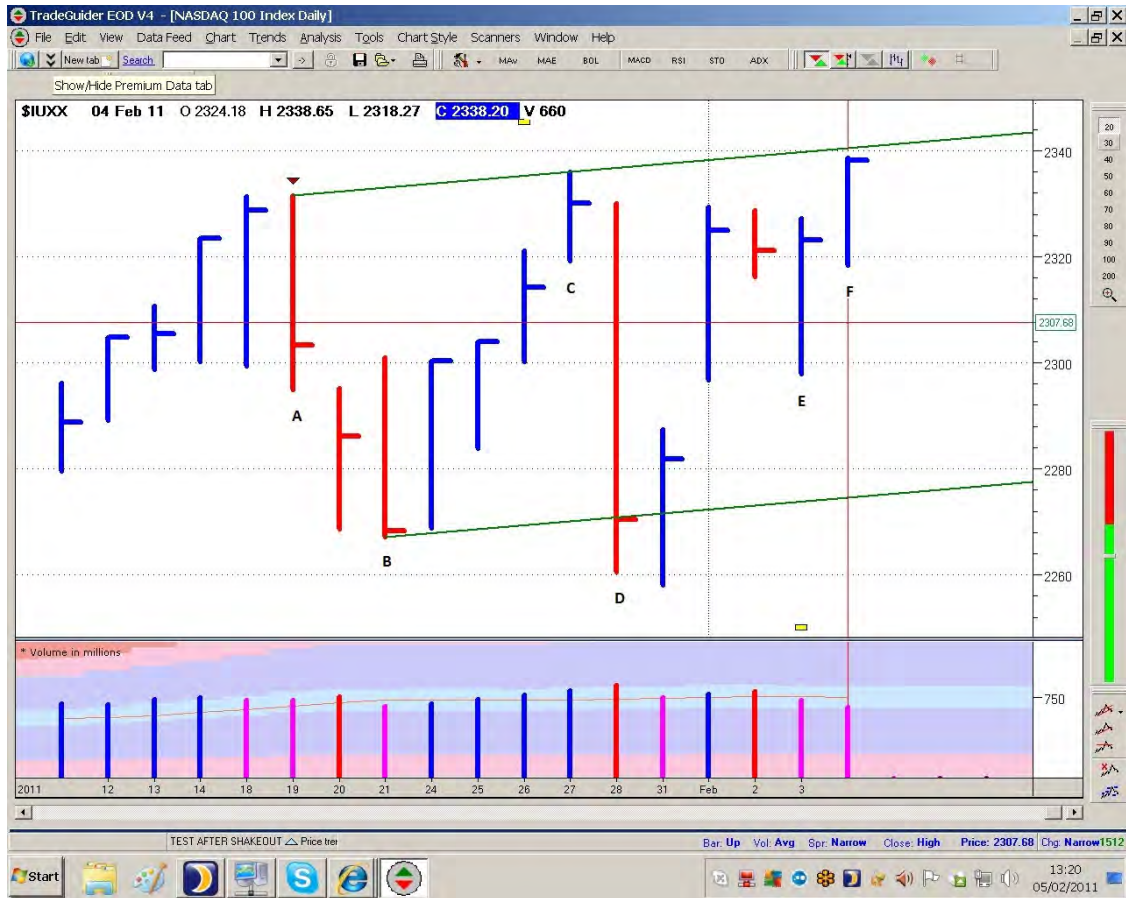 TradeGuider EOD V4 - [NASDAQ 100 Index Daily]
File Edit View Data Feed Chart Trends Analysis Tools Chart Style Scanners Window Help
New tab Search MAv MAE BOL MACD RSI STO ADX
Show/Hide Premium Data tab
$IUXX 04 Feb 11 O 2324.18 H 2338.65 L 2318.27 C 2338.20 V 660
20
30
40
50
60
70
80
90
100
200
2340
2320
2307.68
2300
2280
2260
A
B
C
D
E
F
* Volume in millions
750
2011 12 13 14 18 19 20 21 24 25 26 27 28 31 Feb 2 3
TEST AFTER SHAKEOUT Price trer
Bar: Up Vol: Avg Spr: Narrow Close: High Price: 2307.68 Chg: Narrow 1512
Start
13:20
05/02/2011